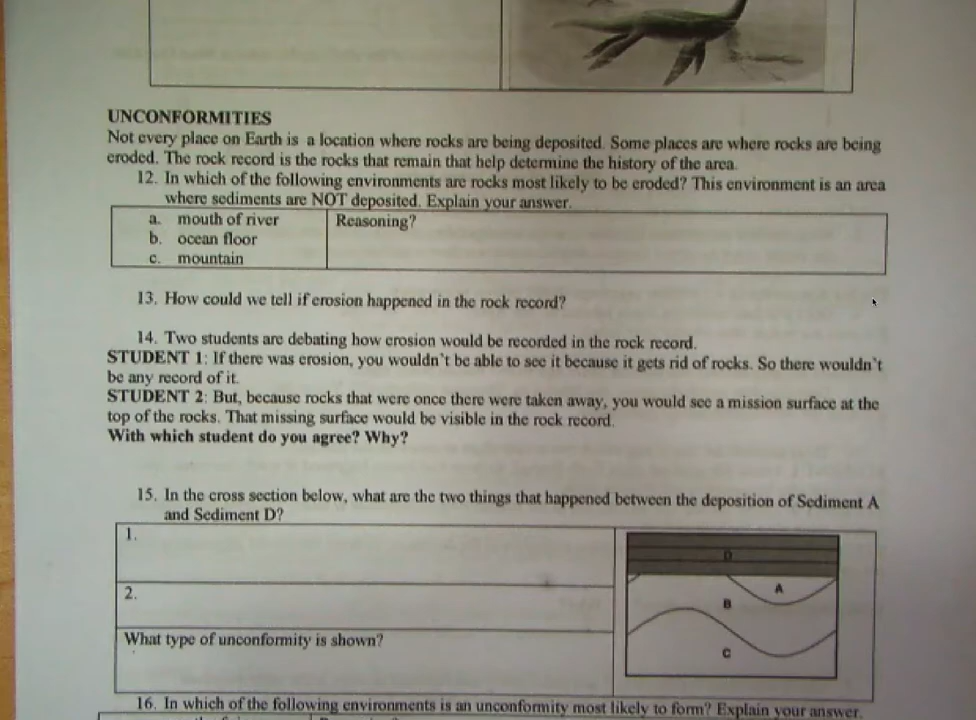 UNCONFORMITIES
Not every place on Earth is a location where rocks are being deposited. Some places are where rocks are being
eroded. The rock record is the rocks that remain that help determine the history of the area.
12. In which of the following environments are rocks most likely to be eroded? This environment is an area
where sediments are NOT deposited. Explain your answer.
a. mouth of river
b. ocean floor
c. mountain
Reasoning?
13. How could we tell if erosion happened in the rock record?
14. Two students are debating how erosion would be recorded in the rock record.
STUDENT 1: If there was erosion, you wouldn't be able to see it because it gets rid of rocks. So there wouldn't
be any record of it.
STUDENT 2: But, because rocks that were once there were taken away, you would see a mission surface at the
top of the rocks. That missing surface would be visible in the rock record.
With which student do you agree? Why?
15. In the cross section below, what are the two things that happened between the deposition of Sediment A
and Sediment D?
1.
2.
What type of unconformity is shown?
D
A
B
C
16. In which of the following environments is an unconformity most likely to form? Explain your answer.